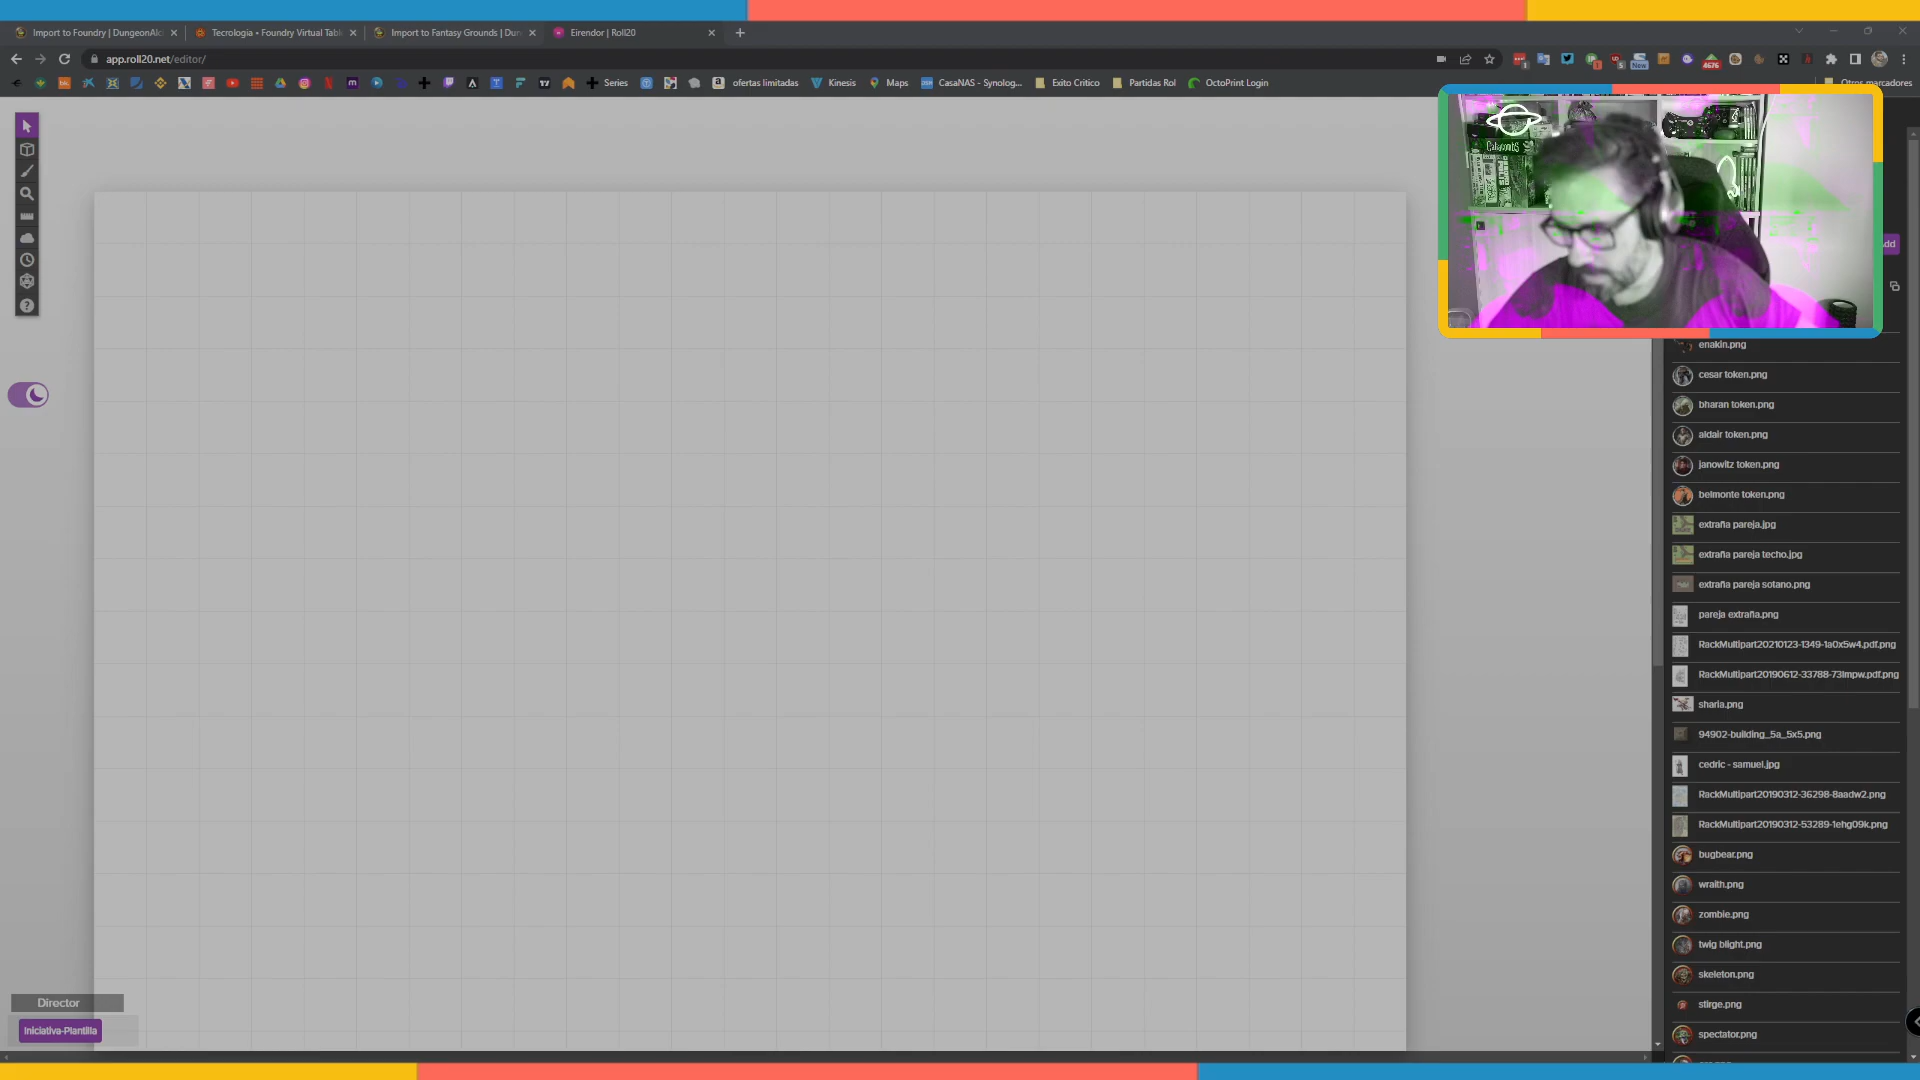 Import to Foundry | DungeonAlc
Tecrologia • Foundry Virtual Table
Import to Fantasy Grounds | Dun
Eirendor | Roll20
app.roll20.net/editor/
Series
ofertas limitadas
Kinesis
Maps
CasaNAS - Synolog...
Exito Critico
Partidas Rol
OctoPrint Login
Otros marcadores
enakin.png
cesar token.png
bharan token.png
aldair token.png
janowitz token.png
belmonte token.png
extraña pareja.jpg
extraña pareja techo.jpg
extraña pareja sotano.png
pareja extraña.png
RackMultipart20210123-1349-1a0x5w4.pdf.png
RackMultipart20190612-33788-73lmpw.pdf.png
sharla.png
94902-building_5a_5x5.png
cedric - samuel.jpg
RackMultipart20190312-36298-8aadw2.png
RackMultipart20190312-53289-1ehg09k.png
bugbear.png
wraith.png
zombie.png
twig blight.png
skeleton.png
stirge.png
spectator.png
Director
Iniciativa-Plantilla